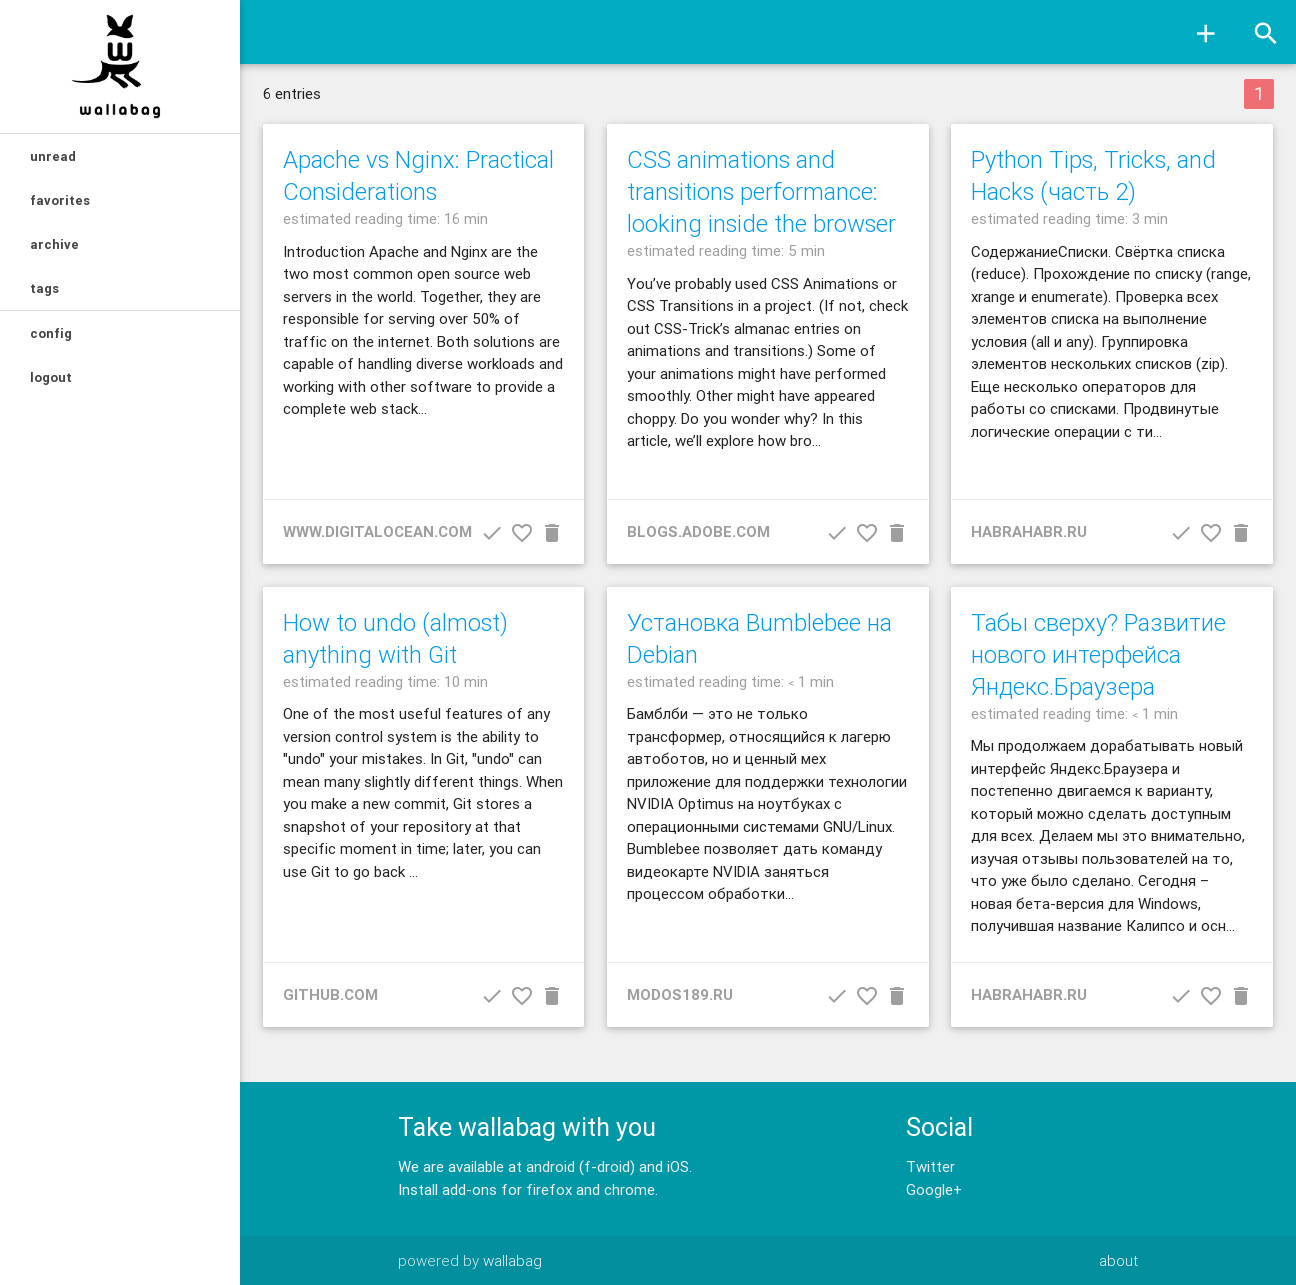 wallabag
unread
favorites
archive
tags
config
logout
6 entries
1
Apache vs Nginx: Practical
Considerations
estimated reading time: 16 min
Introduction Apache and Nginx are the
two most common open source web
servers in the world. Together, they are
responsible for serving over 50% of
traffic on the internet. Both solutions are
capable of handling diverse workloads and
working with other software to provide a
complete web stack...
WWW.DIGITALOCEAN.COM
CSS animations and
transitions performance:
looking inside the browser
estimated reading time: 5 min
You’ve probably used CSS Animations or
CSS Transitions in a project. (If not, check
out CSS-Trick’s almanac entries on
animations and transitions.) Some of
your animations might have performed
smoothly. Other might have appeared
choppy. Do you wonder why? In this
article, we’ll explore how bro...
BLOGS.ADOBE.COM
Python Tips, Tricks, and
Hacks (часть 2)
estimated reading time: 3 min
СодержаниеСписки. Свёртка списка
(reduce). Прохождение по списку (range,
xrange и enumerate). Проверка всех
элементов списка на выполнение
условия (all и any). Группировка
элементов нескольких списков (zip).
Еще несколько операторов для
работы со списками. Продвинутые
логические операции с ти...
HABRAHABR.RU
How to undo (almost)
anything with Git
estimated reading time: 10 min
One of the most useful features of any
version control system is the ability to
"undo" your mistakes. In Git, "undo" can
mean many slightly different things. When
you make a new commit, Git stores a
snapshot of your repository at that
specific moment in time; later, you can
use Git to go back ...
GITHUB.COM
Установка Bumblebee на
Debian
estimated reading time: < 1 min
Бамблби — это не только
трансформер, относящийся к лагерю
автоботов, но и ценный мех
приложение для поддержки технологии
NVIDIA Optimus на ноутбуках с
операционными системами GNU/Linux.
Bumblebee позволяет дать команду
видеокарте NVIDIA заняться
процессом обработки...
MODOS189.RU
Табы сверху? Развитие
нового интерфейса
Яндекс.Браузера
estimated reading time: < 1 min
Мы продолжаем дорабатывать новый
интерфейс Яндекс.Браузера и
постепенно двигаемся к варианту,
который можно сделать доступным
для всех. Делаем мы это внимательно,
изучая отзывы пользователей на то,
что уже было сделано. Сегодня –
новая бета-версия для Windows,
получившая название Калипсо и осн...
HABRAHABR.RU
Take wallabag with you
We are available at android (f-droid) and iOS.
Install add-ons for firefox and chrome.
Social
Twitter
Google+
powered by wallabag
about